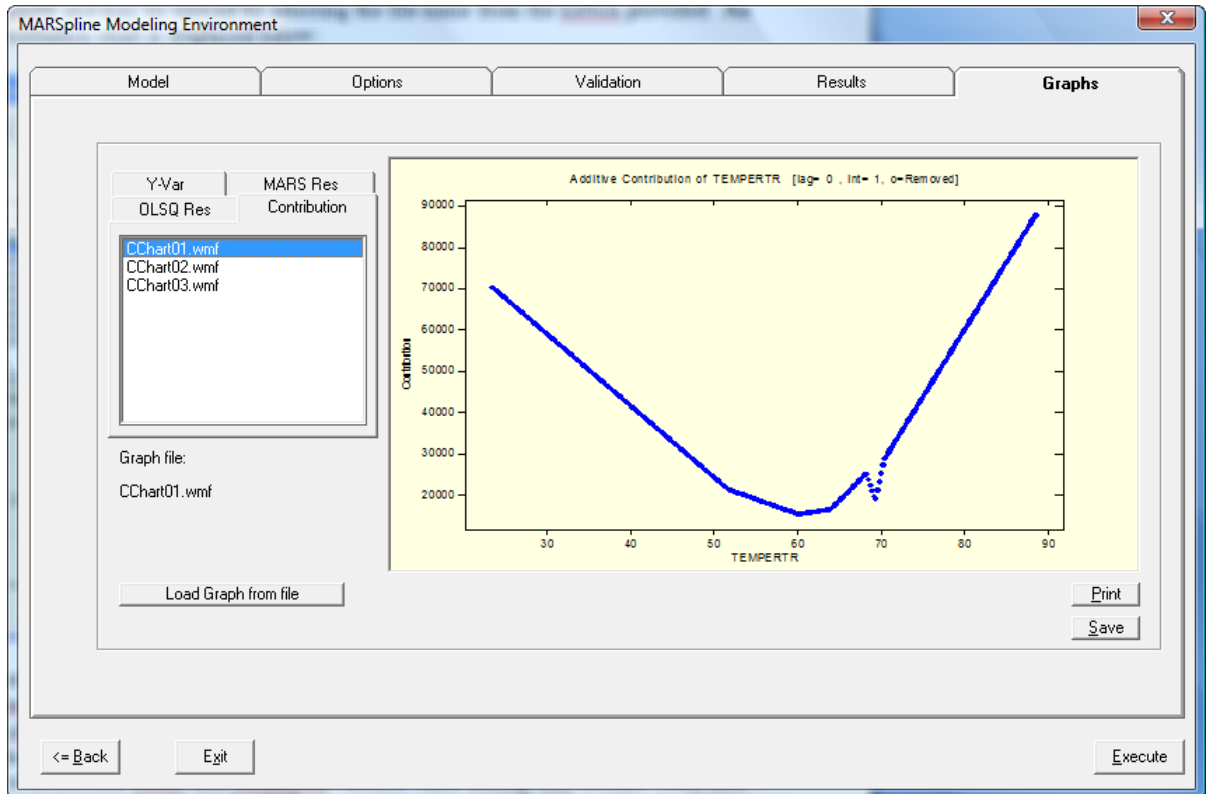 MARSpline Modeling Environment
Model Options Validation Results Graphs
Y-Var MARS Res
OLSQ Res Contribution
CChart01.wmf
CChart02.wmf
CChart03.wmf
Graph file:
CChart01.wmf
Load Graph from file
Additive Contribution of TEMPERTR [lag= 0 , Int= 1, o=Removed]
90000
80000
70000
60000
50000
40000
30000
20000
Contribution
30 40 50 60 70 80 90
TEMPERTR
Print
Save
<= Back Exit Execute